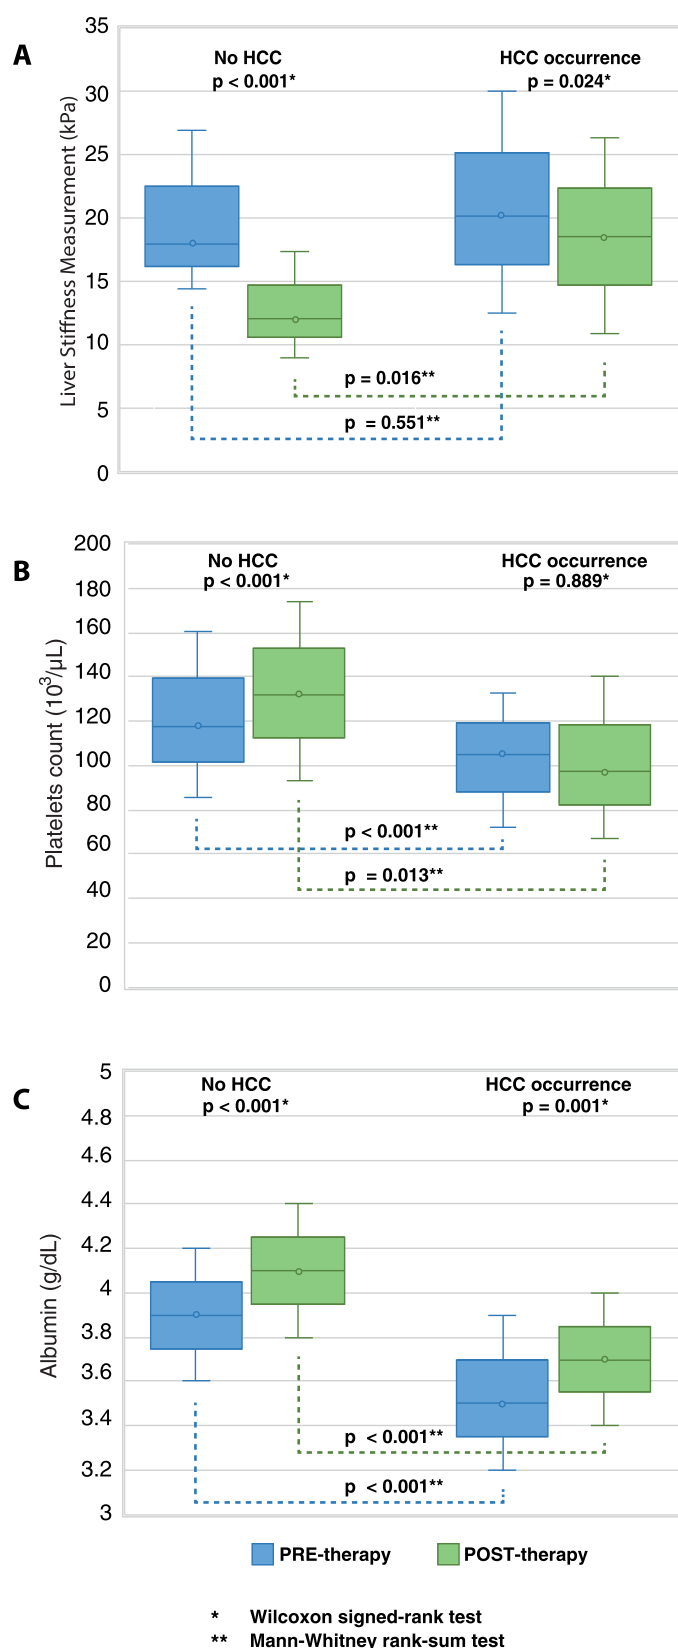 A
35
30
25
20
15
10
5
0
Liver Stiffness Measurement (kPa)
No HCC
p < 0.001*
HCC occurrence
p = 0.024*
p = 0.016**
p = 0.551**
B
200
180
160
140
120
100
80
60
40
20
0
Platelets count (10³/µL)
No HCC
p < 0.001*
HCC occurrence
p = 0.889*
p < 0.001**
p = 0.013**
C
5
4.8
4.6
4.4
4.2
4
3.8
3.6
3.4
3.2
3
Albumin (g/dL)
No HCC
p < 0.001*
HCC occurrence
p = 0.001*
p < 0.001**
p < 0.001**
PRE-therapy
POST-therapy
* Wilcoxon signed-rank test
** Mann-Whitney rank-sum test